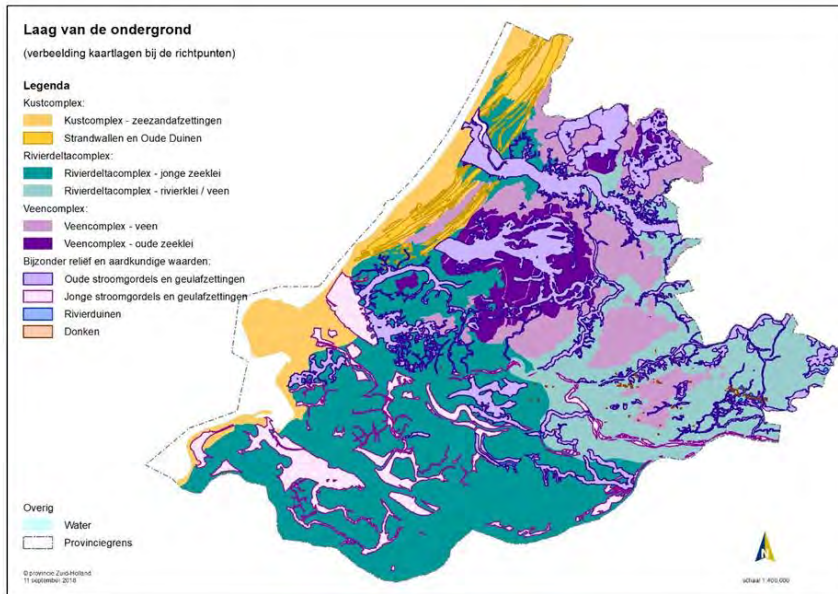 Laag van de ondergrond
(verbeelding kaartlagen bij de richtpunten)
Legenda
Kustcomplex:
Kustcomplex - zeezandafzettingen
Strandwallen en Oude Duinen
Rivierdeltacomplex:
Rivierdeltacomplex - jonge zeeklei
Rivierdeltacomplex - rivierklei / veen
Veencomplex:
Veencomplex - veen
Veencomplex - oude zeeklei
Bijzonder reliëf en aardkundige waarden:
Oude stroomgordels en geulafzettingen
Jonge stroomgordels en geulafzettingen
Rivierduinen
Donken
Overig
Water
Provinciegrens
© provincie Zuid-Holland
11 september 2018
N
schaal 1:400.000